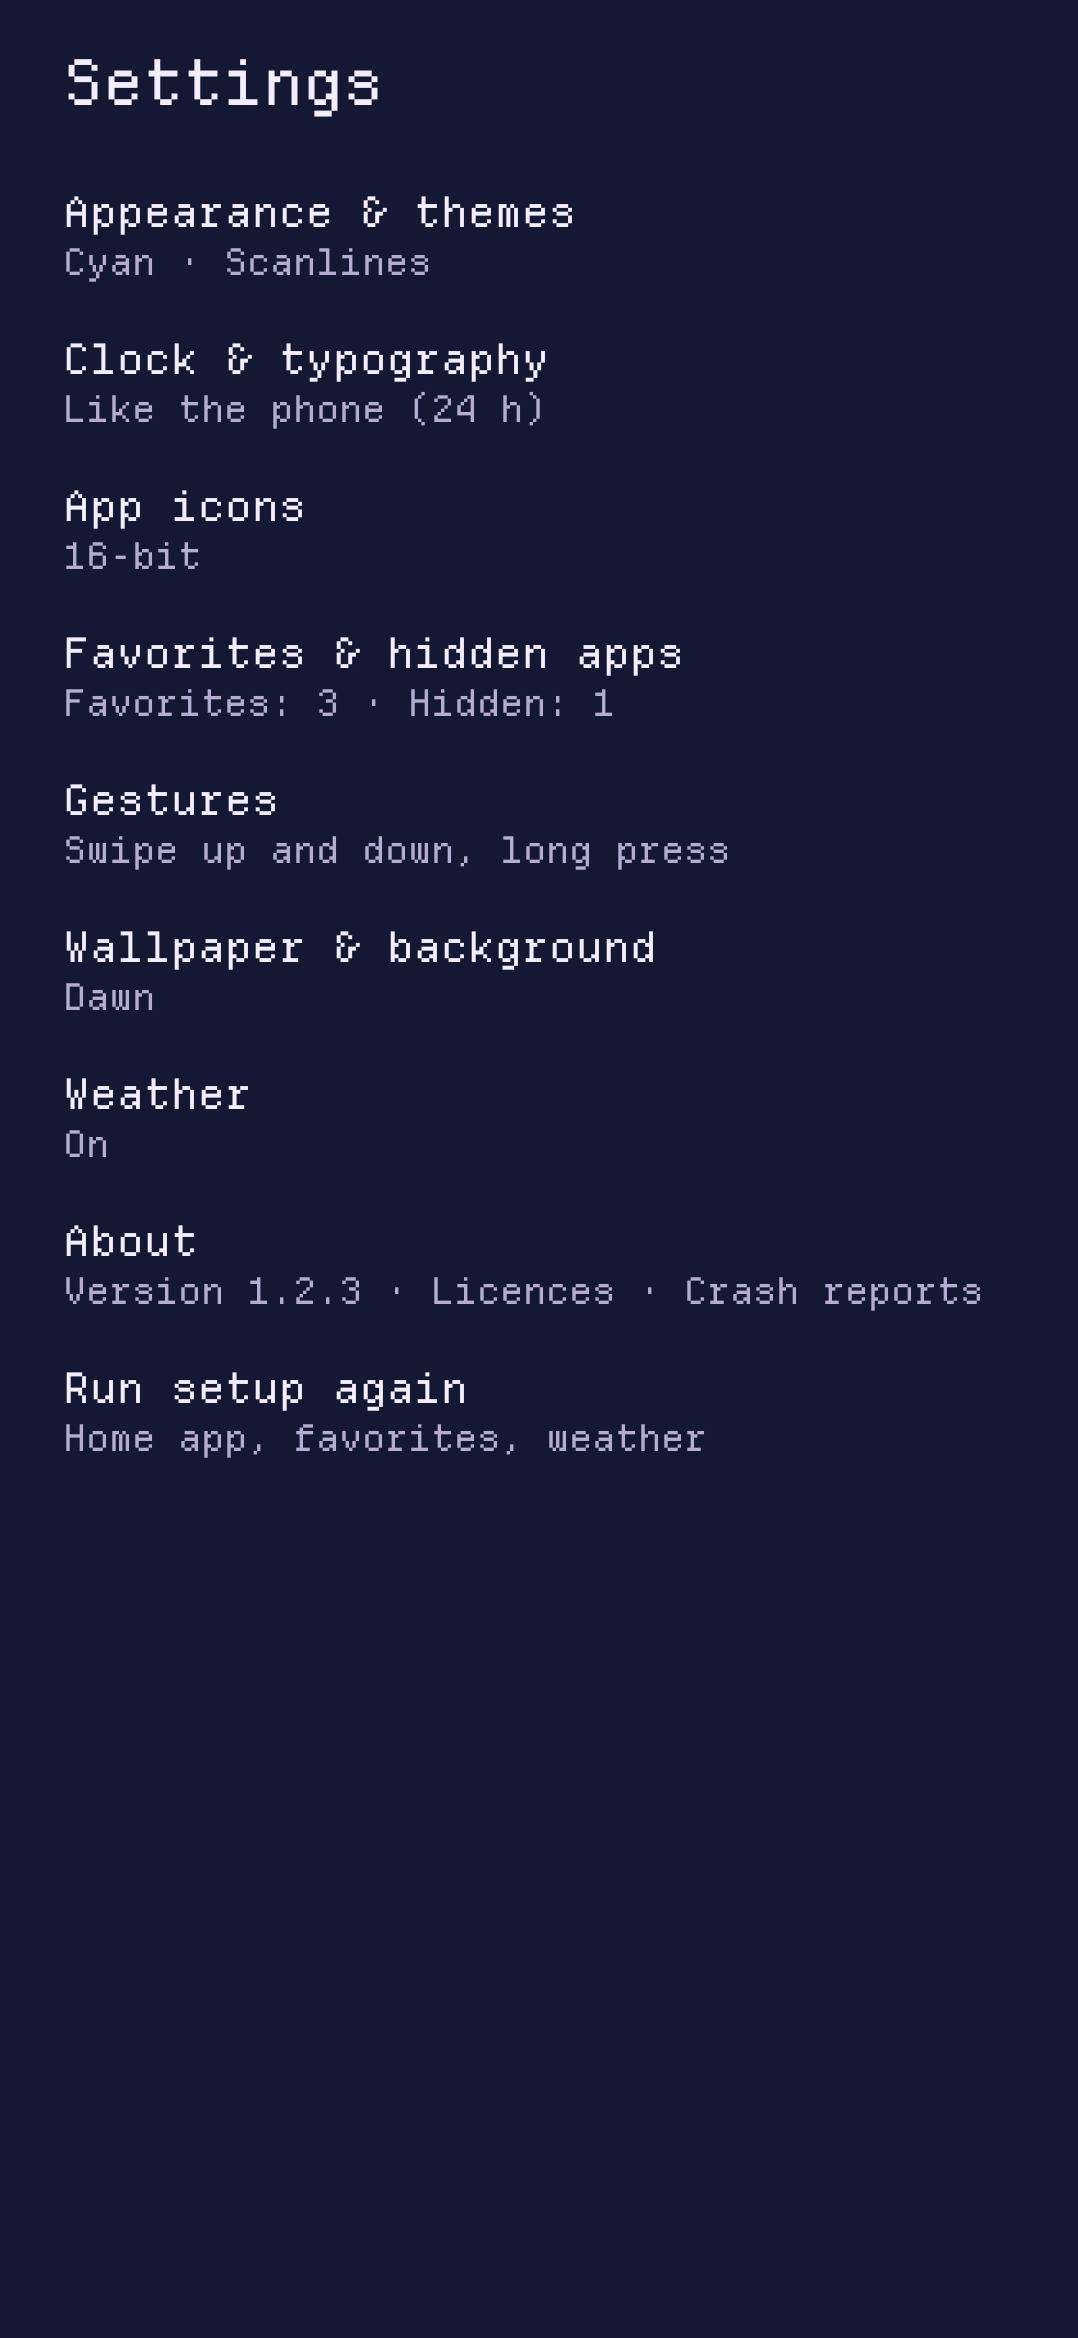 Settings
Appearance & themes
Cyan · Scanlines
Clock & typography
Like the phone (24 h)
App icons
16-bit
Favorites & hidden apps
Favorites: 3 · Hidden: 1
Gestures
Swipe up and down, long press
Wallpaper & background
Dawn
Weather
On
About
Version 1.2.3 · Licences · Crash reports
Run setup again
Home app, favorites, weather